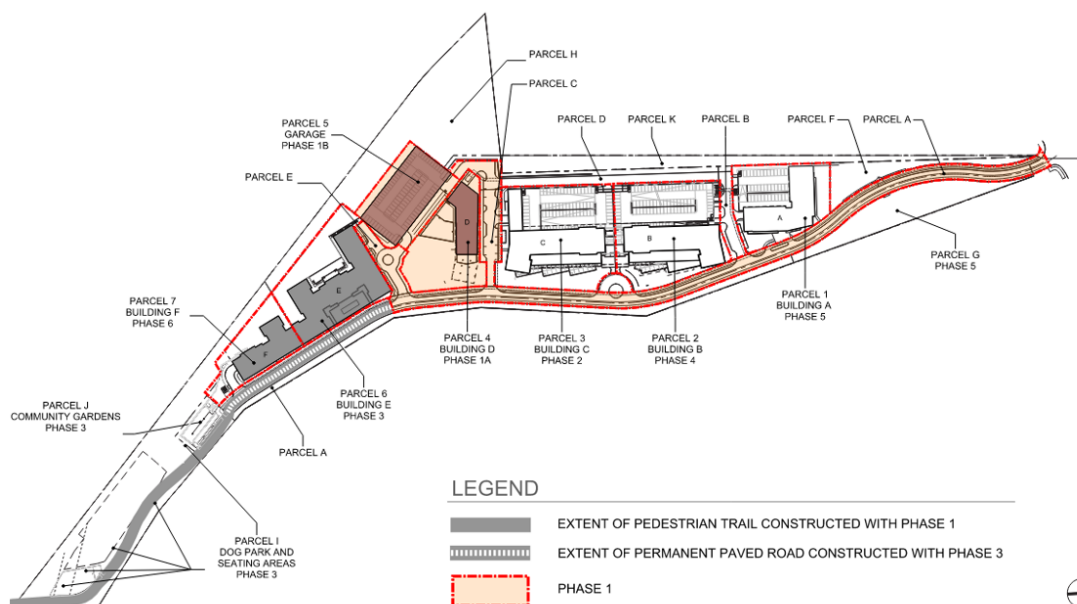 PARCEL H
PARCEL C
PARCEL 5
GARAGE
PHASE 1B
PARCEL D
PARCEL K
PARCEL B
PARCEL F
PARCEL A
PARCEL E
D
A
C
B
E
F
PARCEL G
PHASE 5
PARCEL 7
BUILDING F
PHASE 6
PARCEL 1
BUILDING A
PHASE 5
PARCEL 4
BUILDING D
PHASE 1A
PARCEL 3
BUILDING C
PHASE 2
PARCEL 2
BUILDING B
PHASE 4
PARCEL 6
BUILDING E
PHASE 3
PARCEL J
COMMUNITY GARDENS
PHASE 3
PARCEL A
PARCEL I
DOG PARK AND
SEATING AREAS
PHASE 3
LEGEND
EXTENT OF PEDESTRIAN TRAIL CONSTRUCTED WITH PHASE 1
EXTENT OF PERMANENT PAVED ROAD CONSTRUCTED WITH PHASE 3
PHASE 1